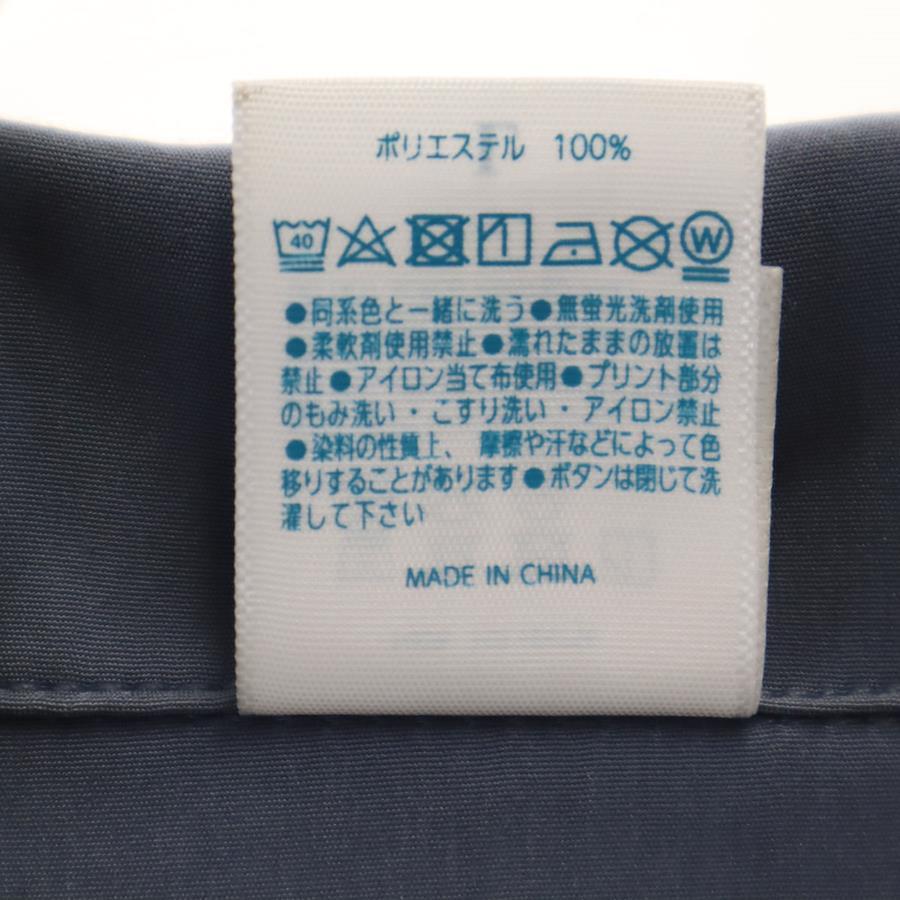 ポリエステル 100%
40 W
●同系色と一緒に洗う●無蛍光洗剤使用
●柔軟剤使用禁止●濡れたままの放置は
禁止●アイロン当て布使用●プリント部分
のもみ洗い・こすり洗い・アイロン禁止
●染料の性質上、摩擦や汗などによって色
移りすることがあります●ボタンは閉じて洗
濯して下さい
MADE IN CHINA